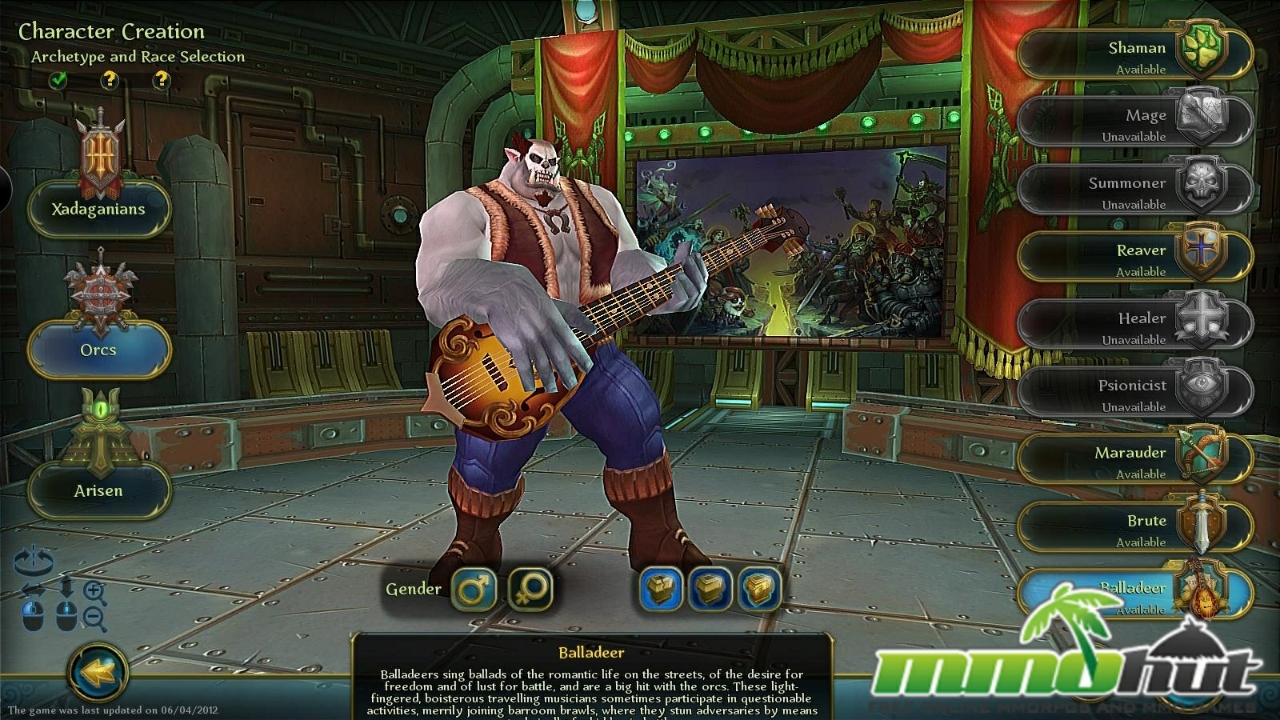 Character Creation
Archetype and Race Selection
Xadaganians
Orcs
Arisen
Shaman
Available
Mage
Unavailable
Summoner
Unavailable
Reaver
Available
Healer
Unavailable
Psionicist
Unavailable
Marauder
Available
Brute
Available
Balladeer
Available
Gender
Balladeer
Balladeers sing ballads of the romantic life on the streets, of the desire for
freedom and of lust for battle, and are a big hit with the orcs. These light-
fingered, boisterous travelling musicians sometimes participate in questionable
activities, merrily joining barroom brawls, where they stun adversaries by means
The game was last updated on 06/04/2012
mmohut